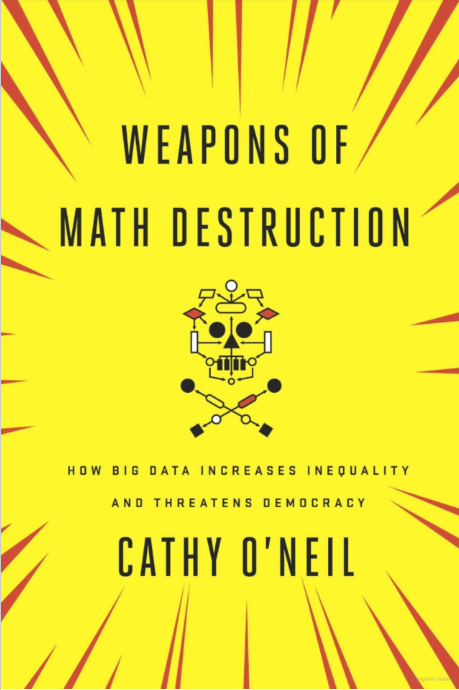 WEAPONS OF
MATH DESTRUCTION
HOW BIG DATA INCREASES INEQUALITY
AND THREATENS DEMOCRACY
CATHY O'NEIL